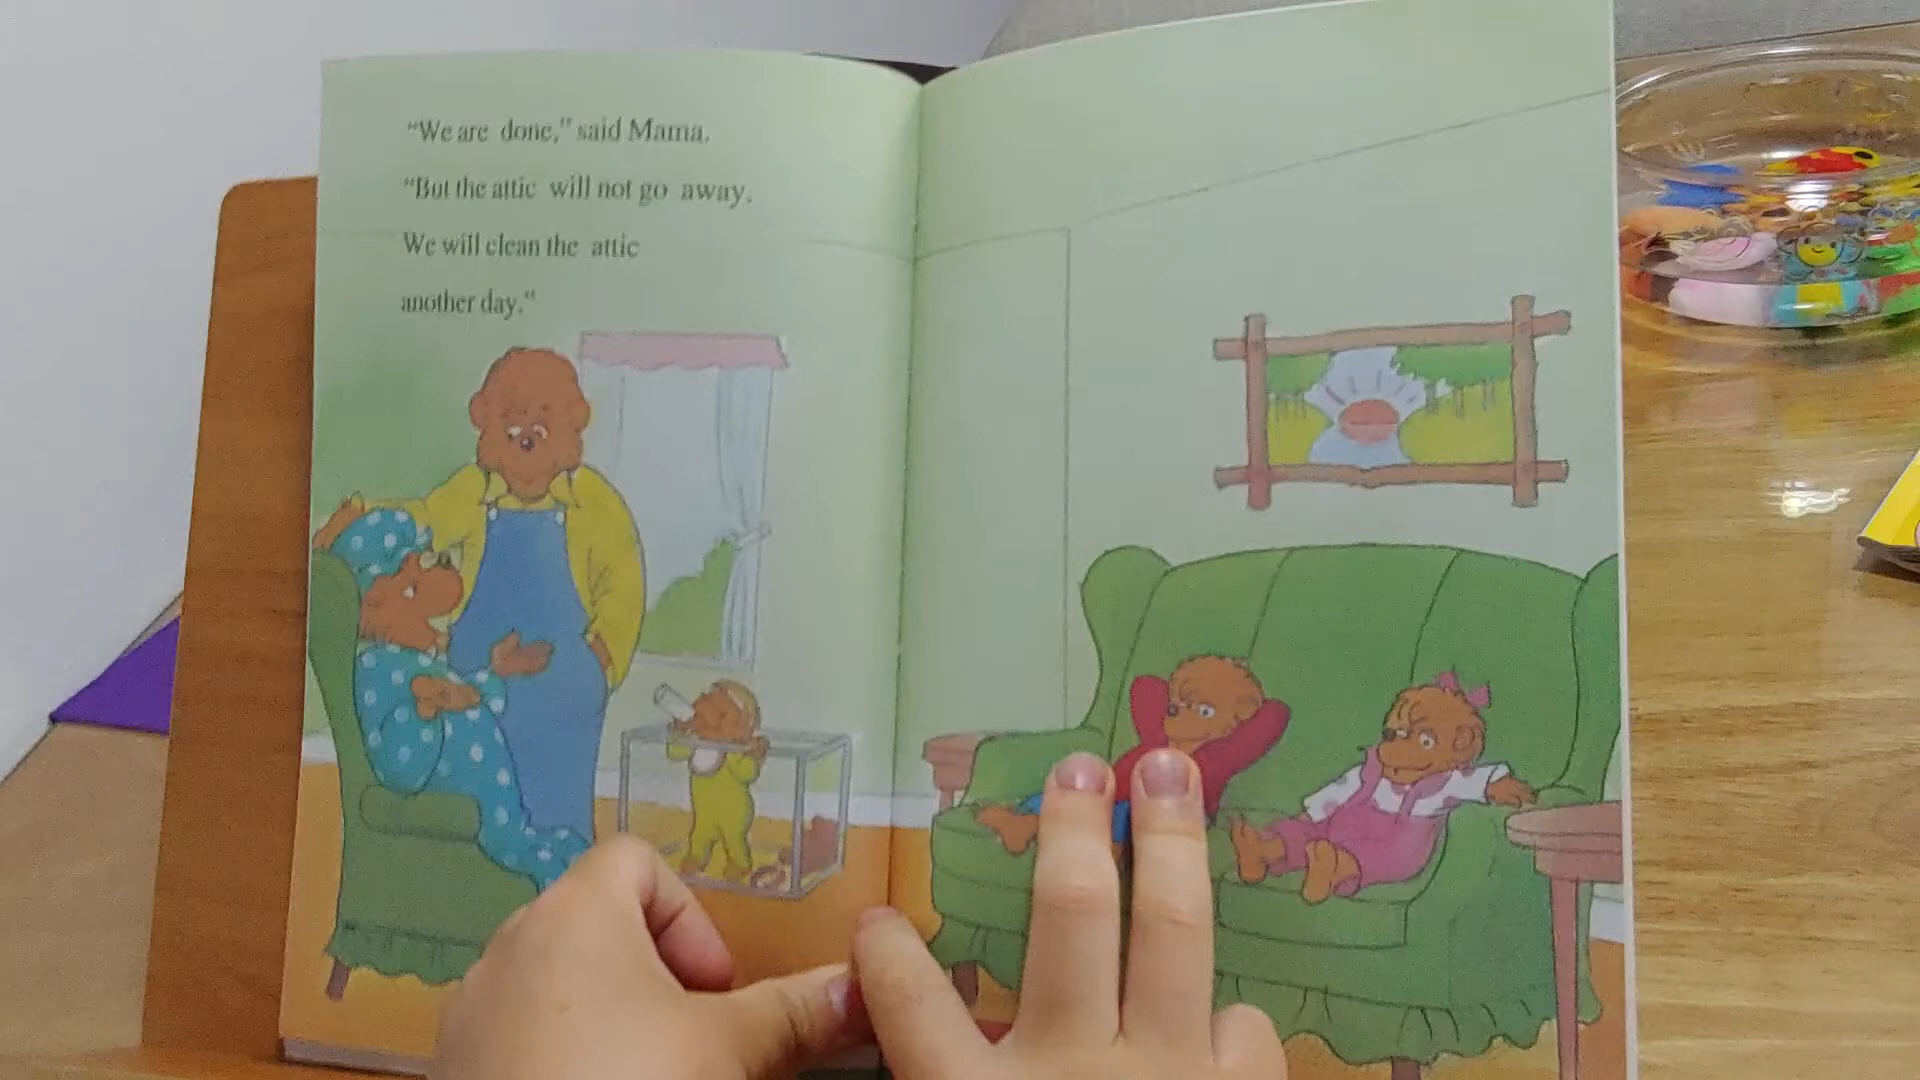 "We are done," said Mama.
"But the attic will not go away.
We will clean the attic
another day."